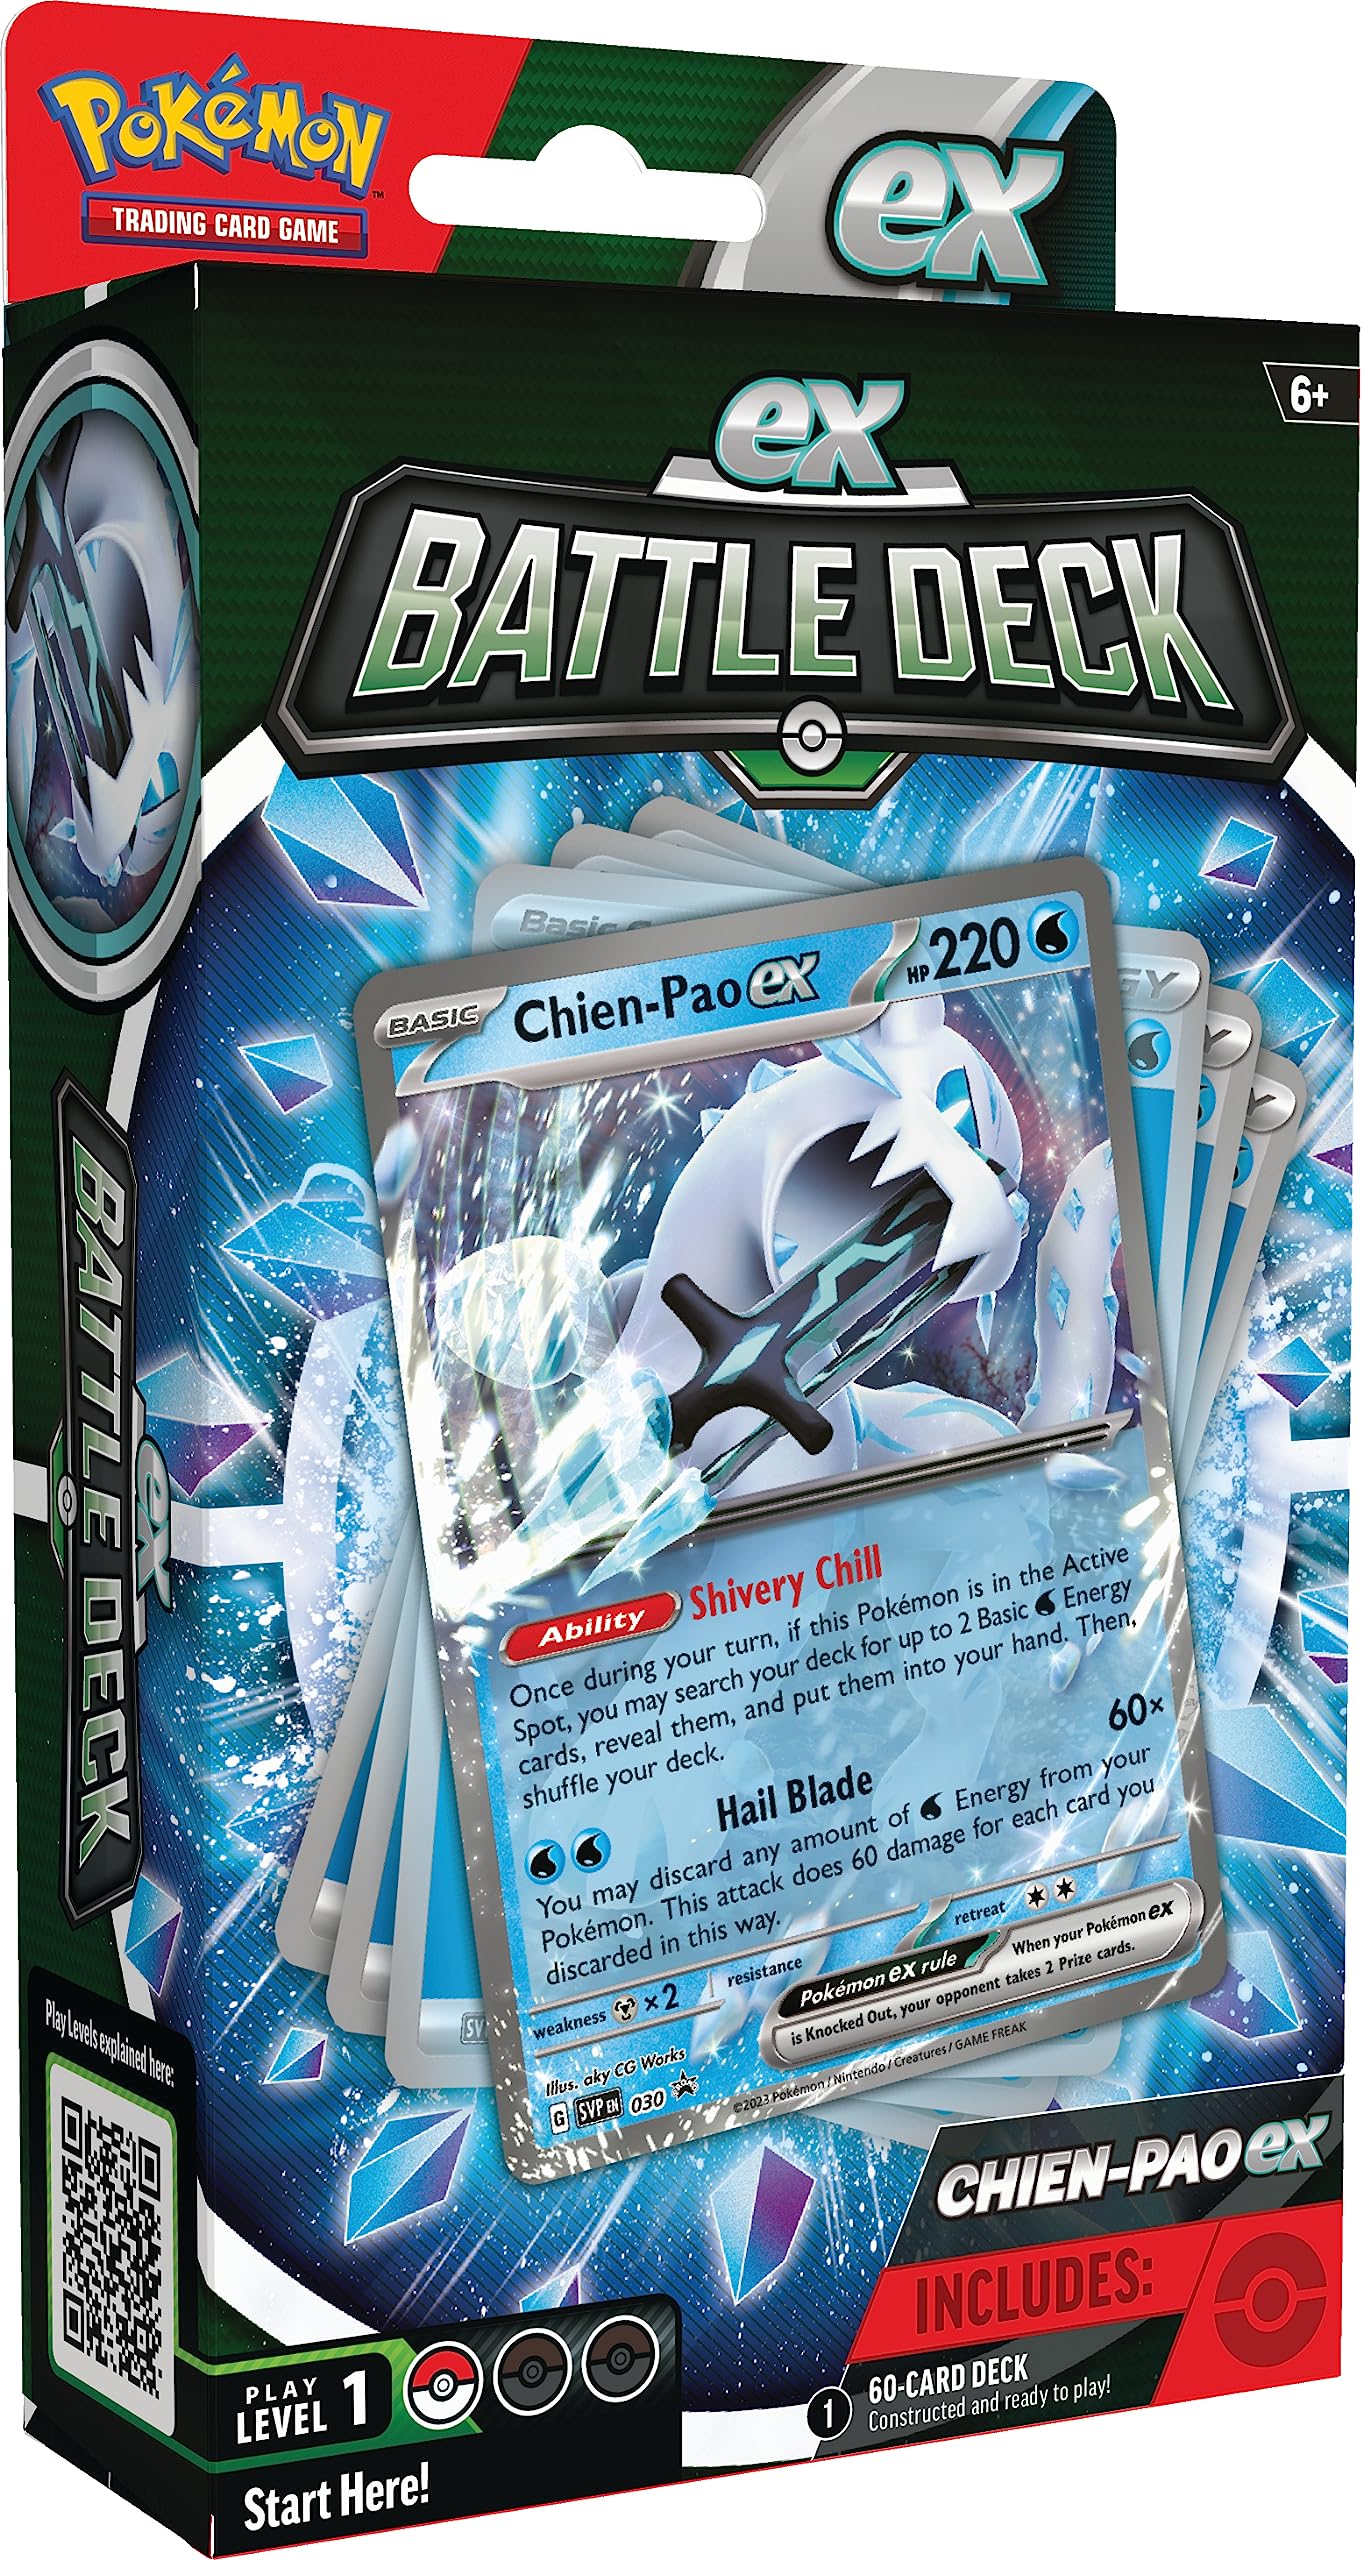 Pokémon
™
TRADING CARD GAME
ex
6+
ex
BATTLE DECK
Basic
BASIC
Chien-Pao ex
HP 220
Ability Shivery Chill
Once during your turn, if this Pokémon is in the Active
Spot, you may search your deck for up to 2 Basic Energy
cards, reveal them, and put them into your hand. Then,
shuffle your deck.
Hail Blade 60×
You may discard any amount of Energy from your
Pokémon. This attack does 60 damage for each card you
discarded in this way.
weakness ×2
resistance
retreat
Pokémon ex rule
When your Pokémon ex
is Knocked Out, your opponent takes 2 Prize cards.
Illus. aky CG Works
G SVP EN 030
©2023 Pokémon / Nintendo / Creatures / GAME FREAK
ex
BATTLE DECK
Play Levels explained here:
CHIEN-PAO ex
INCLUDES:
1
60-CARD DECK
Constructed and ready to play!
PLAY
LEVEL 1
Start Here!